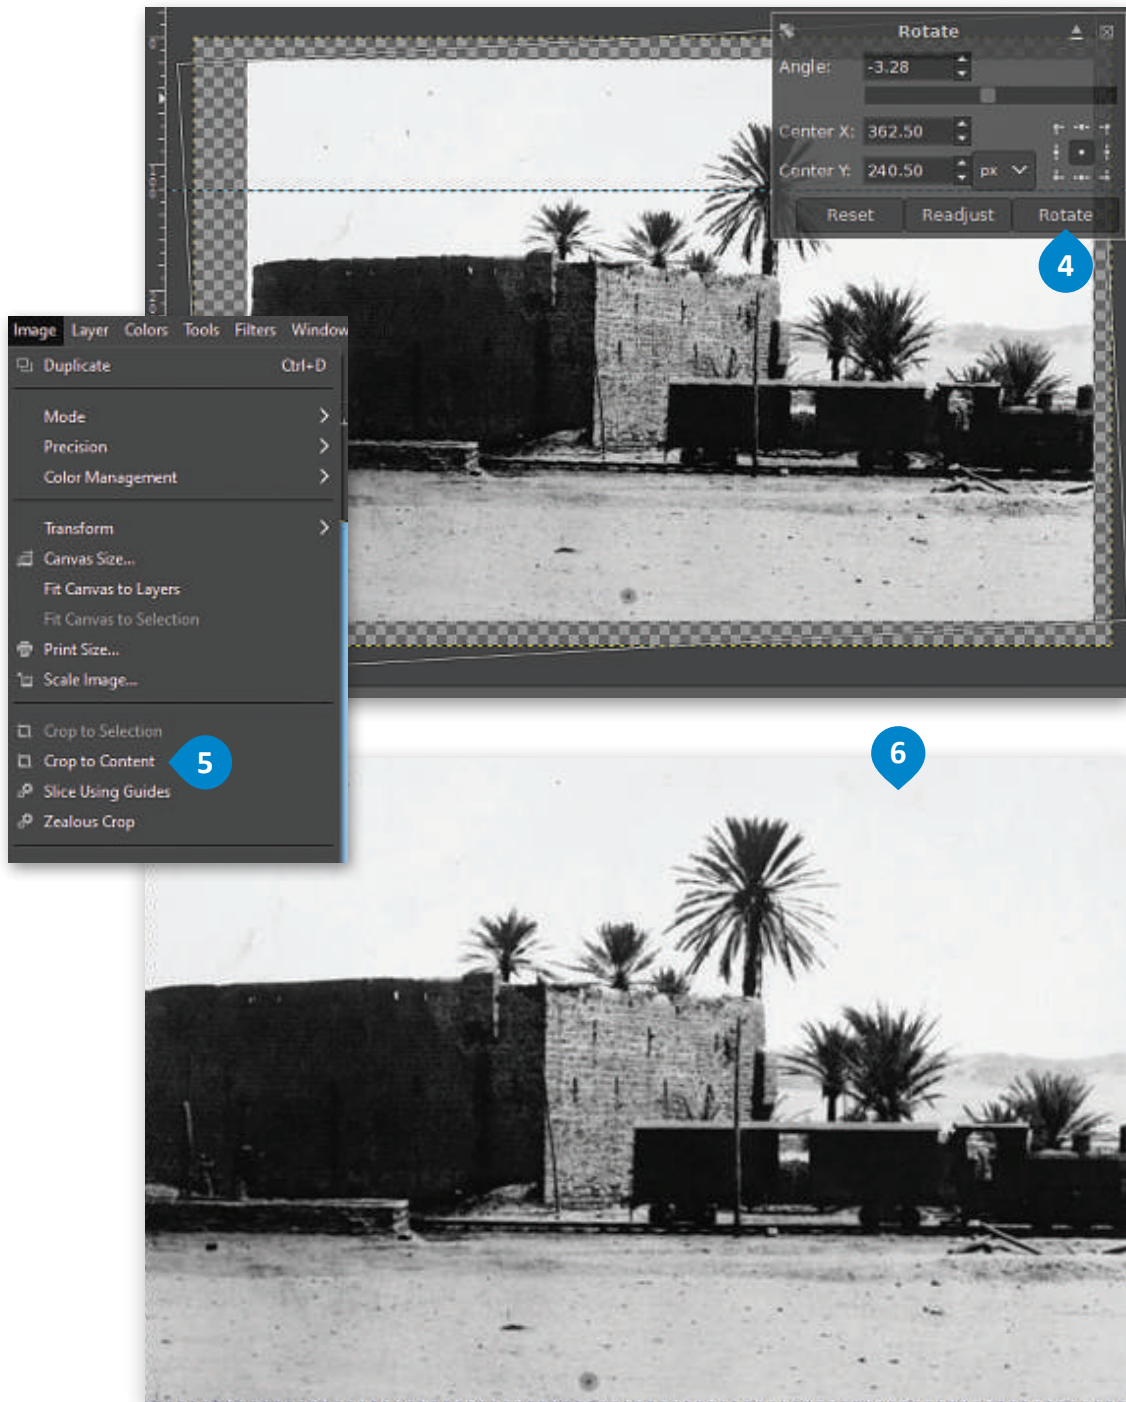 Rotate
Angle: -3.28
Center X: 362.50
Center Y: 240.50 px
Reset Readjust Rotate
4
Image Layer Colors Tools Filters Window
Duplicate Ctrl+D
Mode
Precision
Color Management
Transform
Canvas Size...
Fit Canvas to Layers
Fit Canvas to Selection
Print Size...
Scale Image...
Crop to Selection
Crop to Content 5
Slice Using Guides
Zealous Crop
6